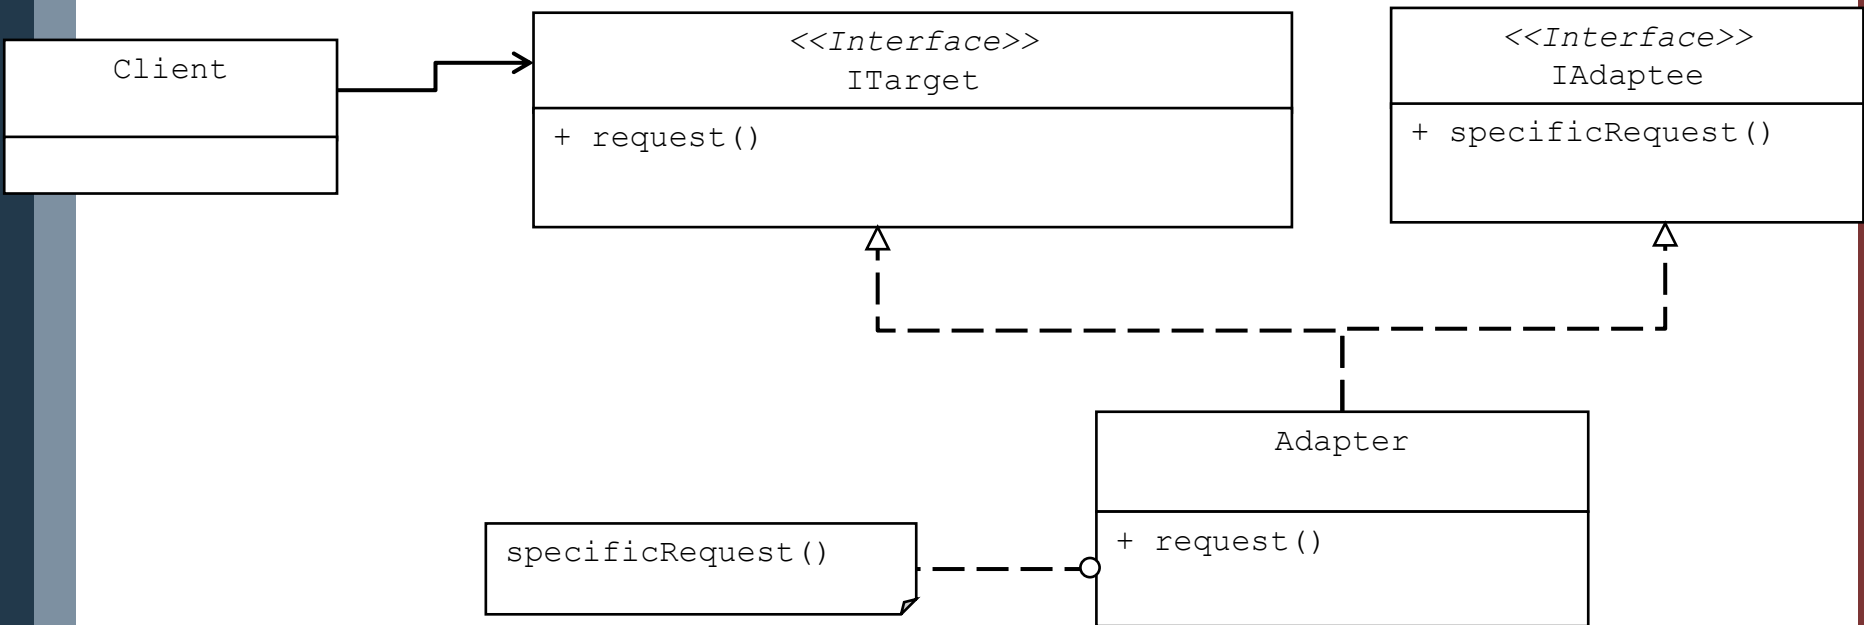 Client
<<Interface>>
ITarget
+ request()
<<Interface>>
IAdaptee
+ specificRequest()
Adapter
+ request()
specificRequest()